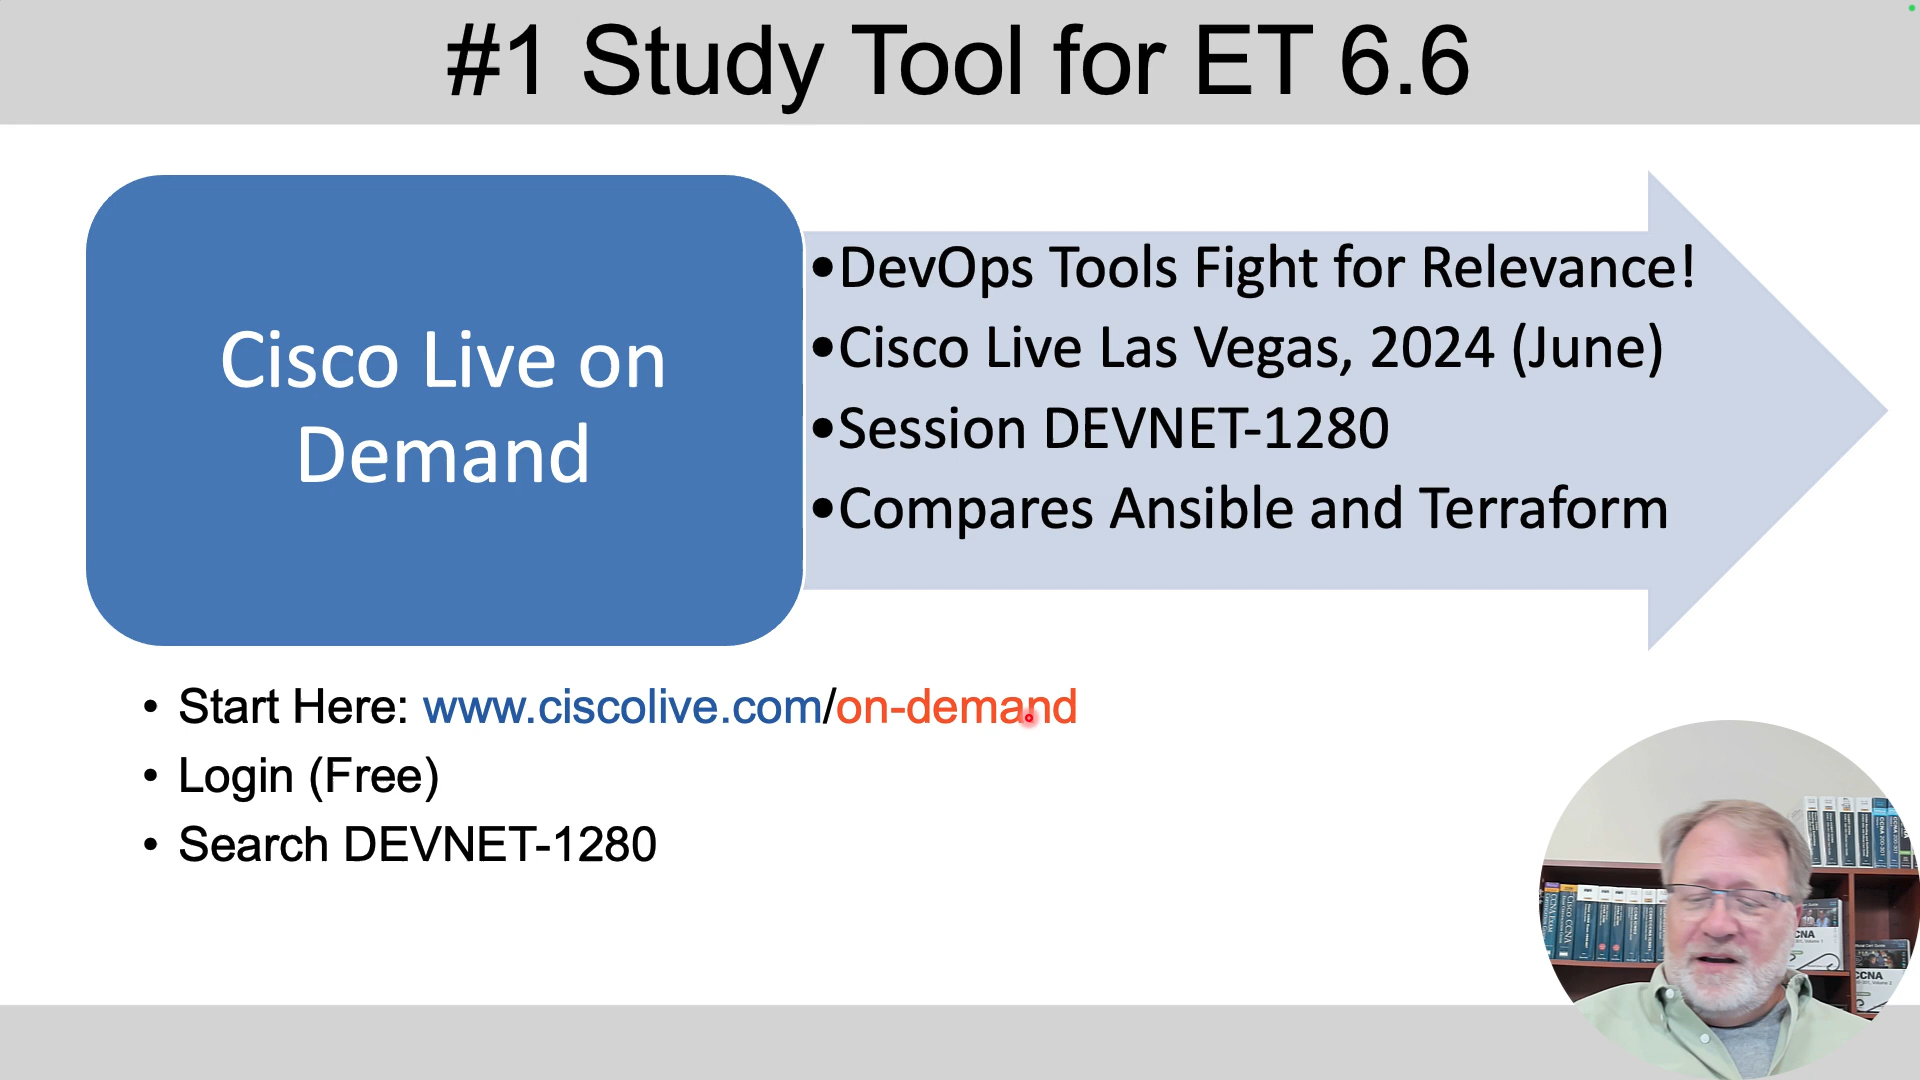 #1 Study Tool for ET 6.6
Cisco Live on
Demand
•DevOps Tools Fight for Relevance!
•Cisco Live Las Vegas, 2024 (June)
•Session DEVNET-1280
•Compares Ansible and Terraform
• Start Here: www.ciscolive.com/on-demand
• Login (Free)
• Search DEVNET-1280
CCNA